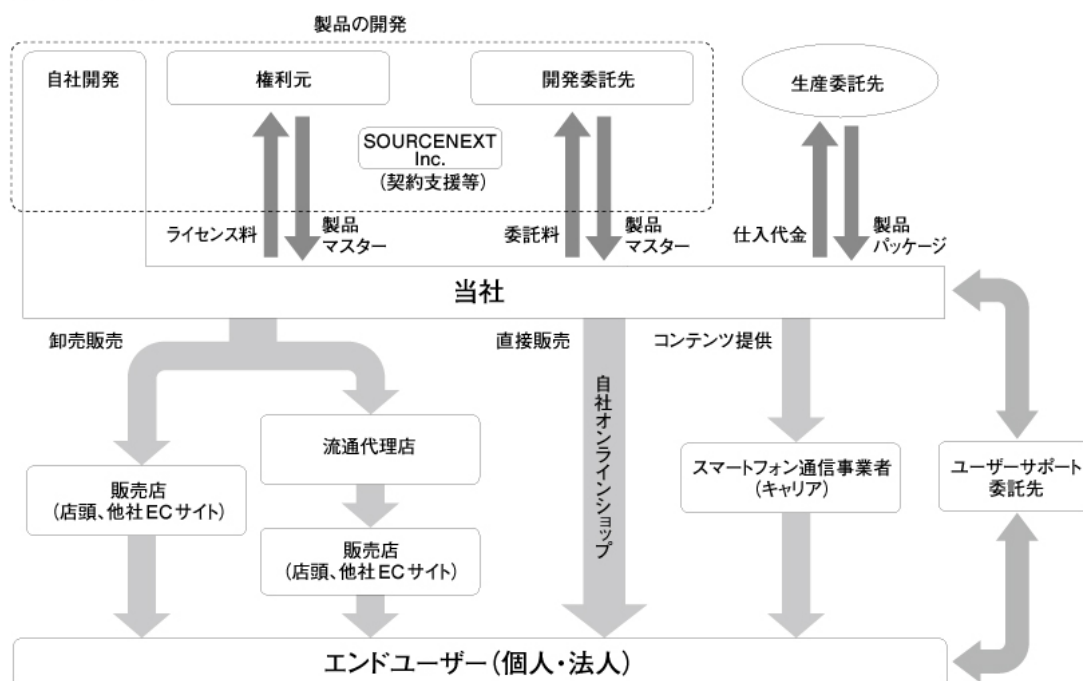 製品の開発
自社開発
権利元
開発委託先
生産委託先
SOURCENEXT
Inc.
(契約支援等)
ライセンス料
製品
マスター
委託料
製品
マスター
仕入代金
製品
パッケージ
当社
卸売販売
直接販売
コンテンツ提供
自社オンラインショップ
流通代理店
販売店
(店頭、他社ECサイト)
販売店
(店頭、他社ECサイト)
スマートフォン通信事業者
(キャリア)
ユーザーサポート
委託先
エンドユーザー(個人・法人)